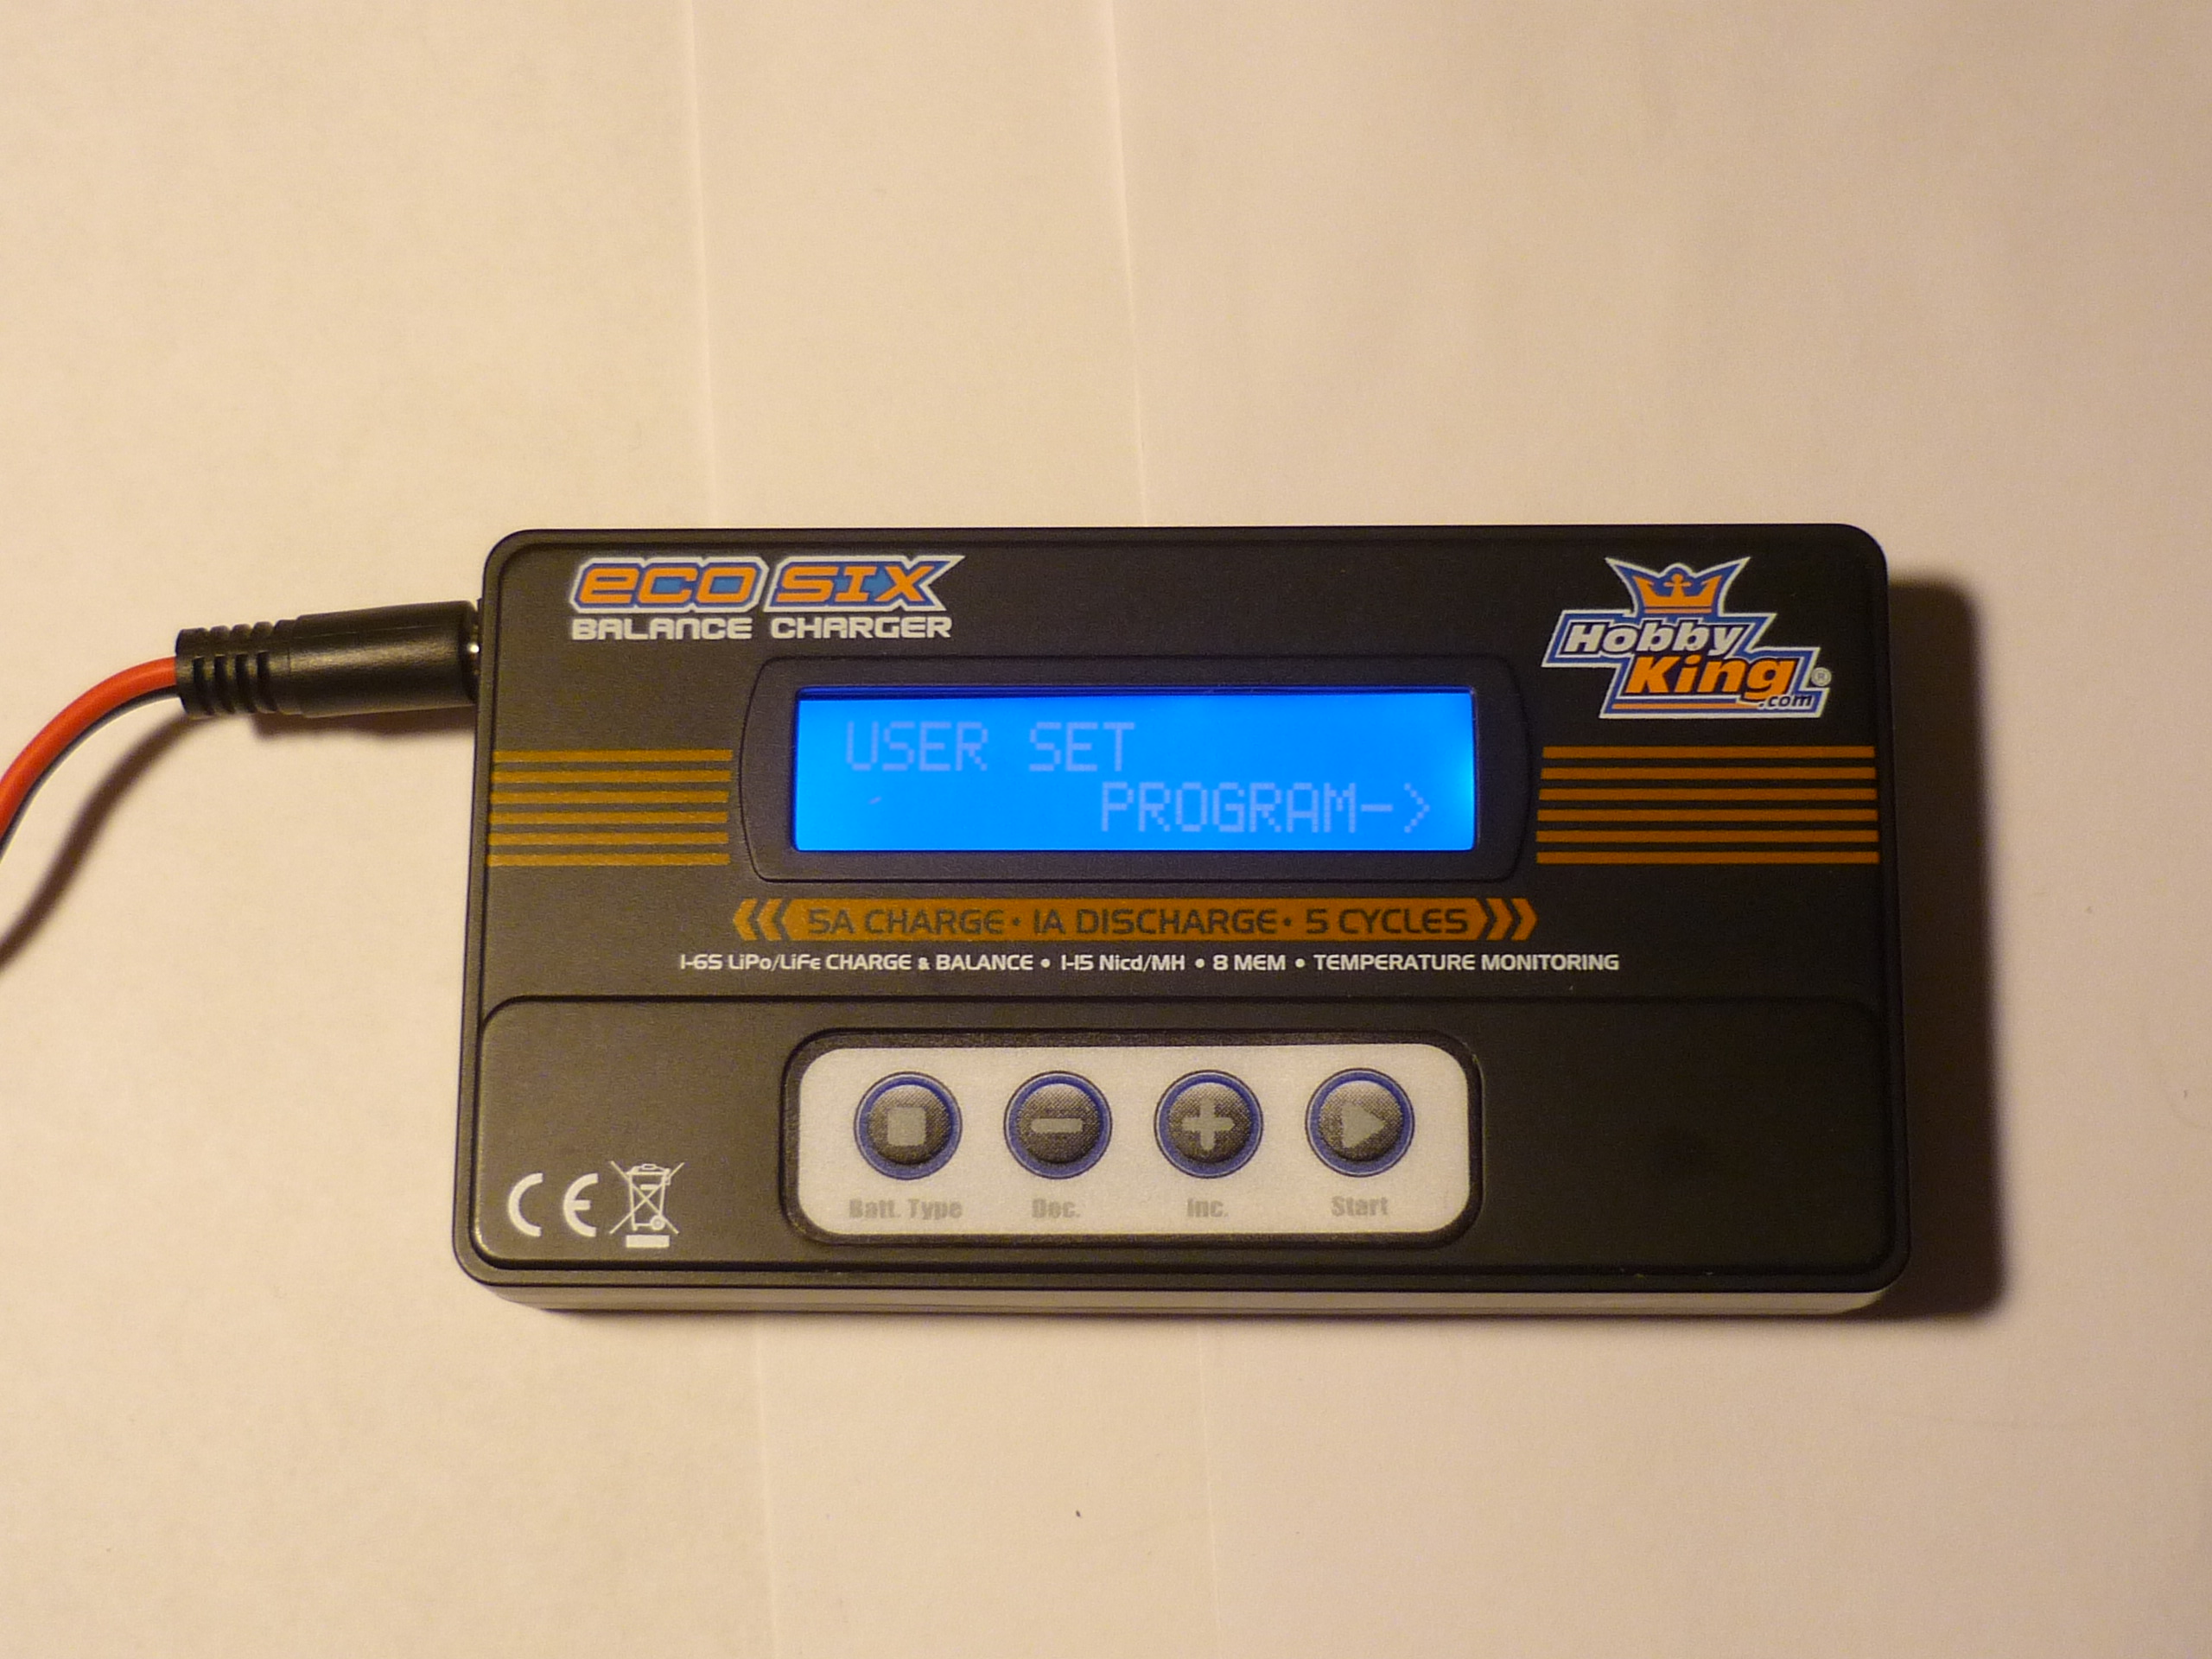 eco SIX
BALANCE CHARGER
Hobby
King®
.com
USER SET
PROGRAM->
5A CHARGE • 1A DISCHARGE • 5 CYCLES
1-6S LiPo/LiFe CHARGE & BALANCE • 1-15 Nicd/MH • 8 MEM • TEMPERATURE MONITORING
Batt. Type
Dec.
Inc.
Start
CE